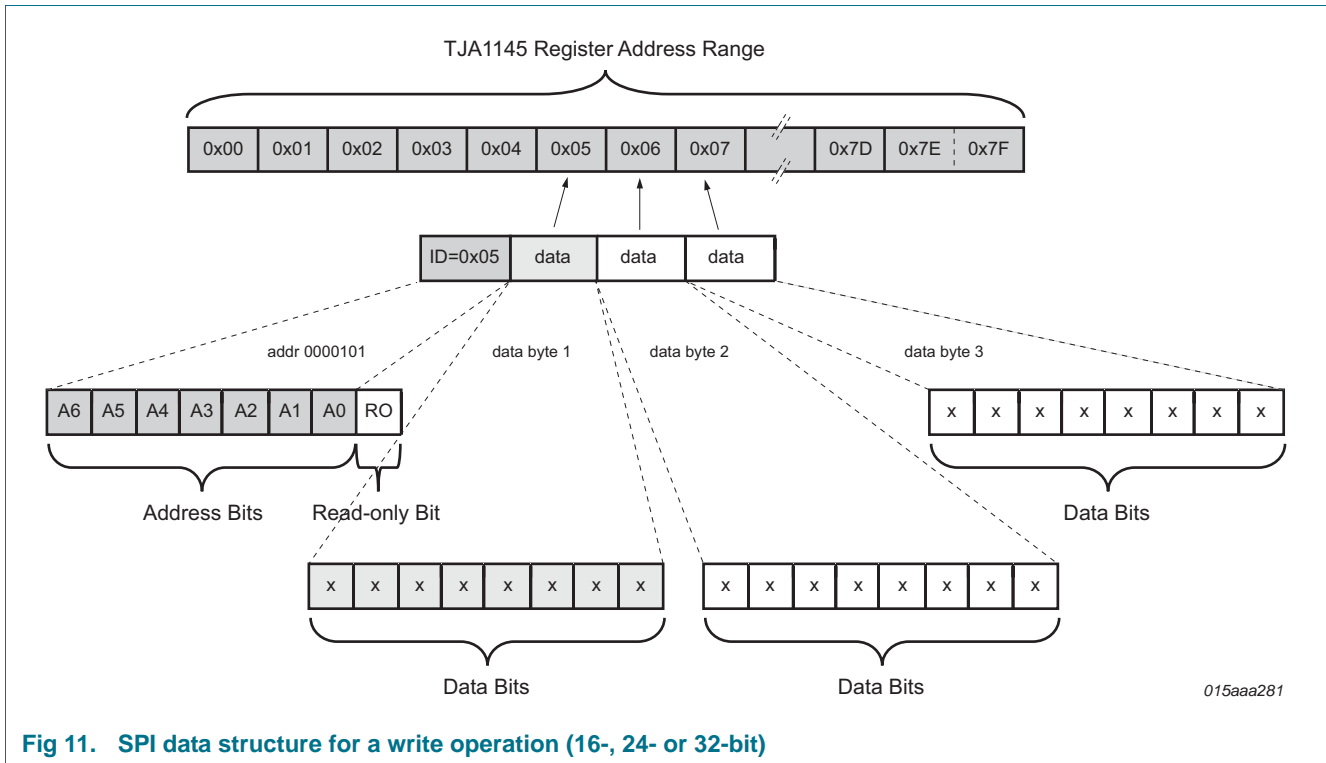 TJA1145 Register Address Range
0x00 0x01 0x02 0x03 0x04 0x05 0x06 0x07 0x7D 0x7E 0x7F
ID=0x05 data data data
addr 0000101 data byte 1 data byte 2 data byte 3
A6 A5 A4 A3 A2 A1 A0 RO x x x x x x x x
Address Bits Read-only Bit Data Bits
x x x x x x x x x x x x x x x x
Data Bits Data Bits 015aaa281
Fig 11. SPI data structure for a write operation (16-, 24- or 32-bit)